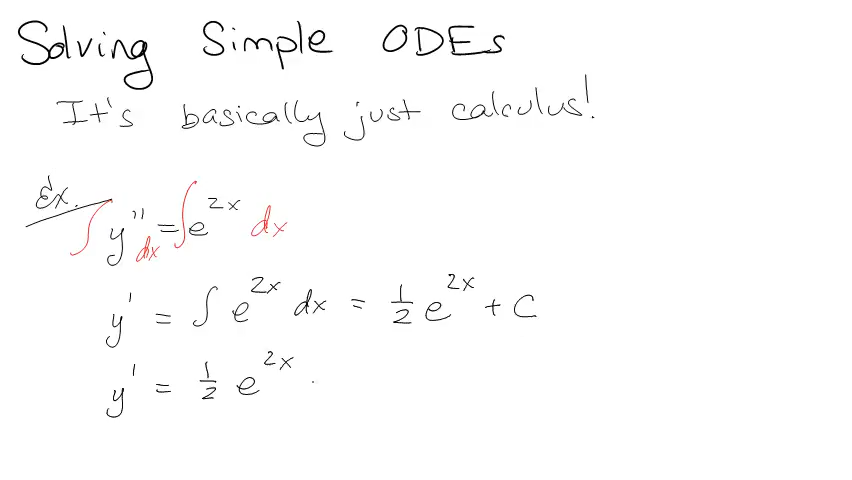 Solving Simple ODEs
It's basically just calculus!
Ex.
∫ y'' dx = ∫ e^{2x} dx
y' = ∫ e^{2x} dx = 1/2 e^{2x} + C
y' = 1/2 e^{2x}